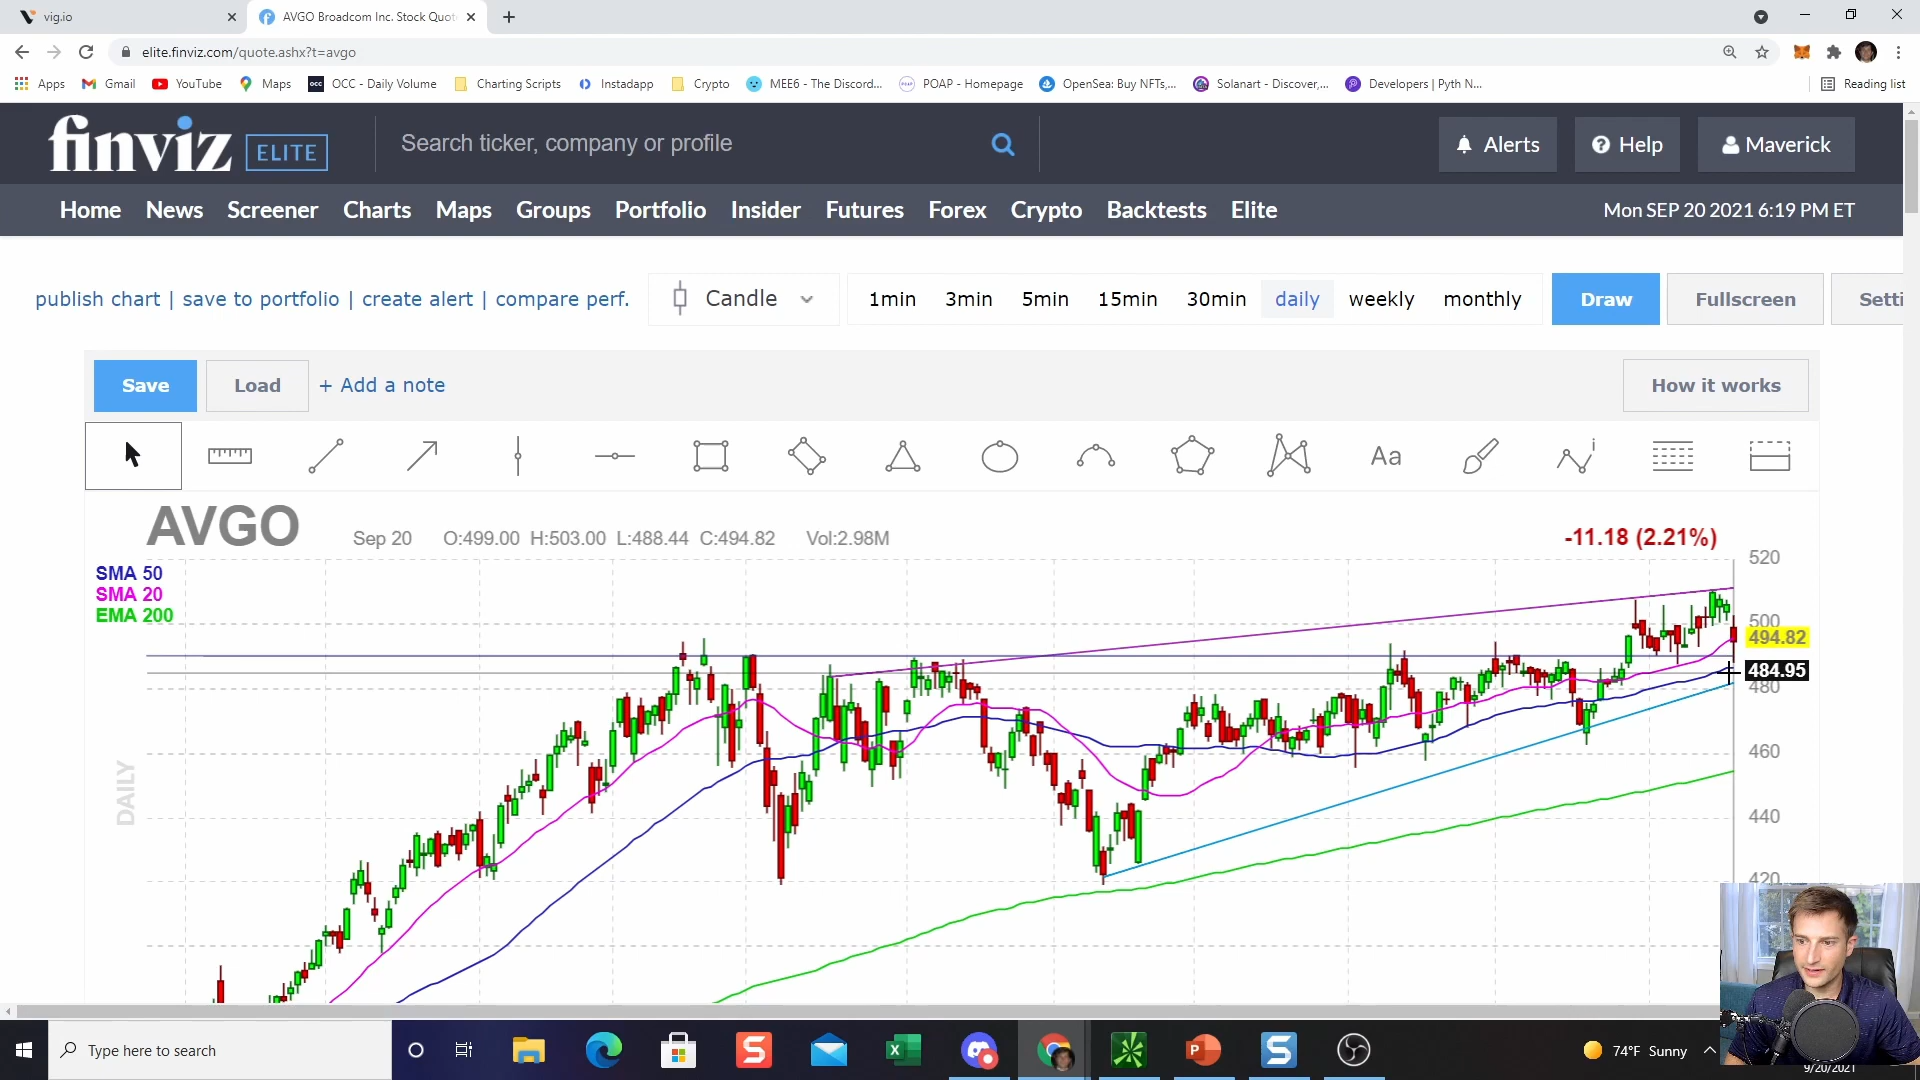 vig.io
AVGO Broadcom Inc. Stock Quot
elite.finviz.com/quote.ashx?t=avgo
Apps Gmail YouTube Maps OCC - Daily Volume Charting Scripts Instadapp Crypto MEE6 - The Discord... POAP - Homepage OpenSea: Buy NFTs,... Solanart - Discover,... Developers | Pyth N... Reading list
finviz ELITE Search ticker, company or profile Alerts Help Maverick
Home News Screener Charts Maps Groups Portfolio Insider Futures Forex Crypto Backtests Elite Mon SEP 20 2021 6:19 PM ET
publish chart | save to portfolio | create alert | compare perf. Candle 1min 3min 5min 15min 30min daily weekly monthly Draw Fullscreen Setti
Save Load + Add a note How it works
Aa
AVGO Sep 20 O:499.00 H:503.00 L:488.44 C:494.82 Vol:2.98M -11.18 (2.21%)
SMA 50
SMA 20
EMA 200
DAILY
520
500
494.82
484.95
480
460
440
420
Type here to search
74°F Sunny
9/20/2021